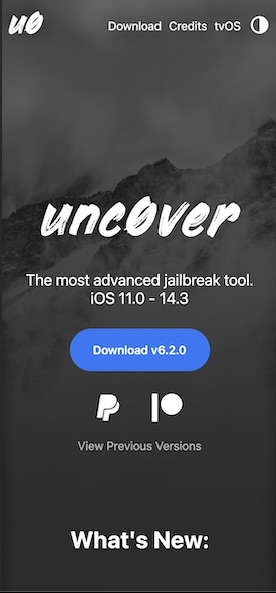 u0
Download Credits tvOS
unc0ver
The most advanced jailbreak tool.
iOS 11.0 - 14.3
Download v6.2.0
View Previous Versions
What's New: